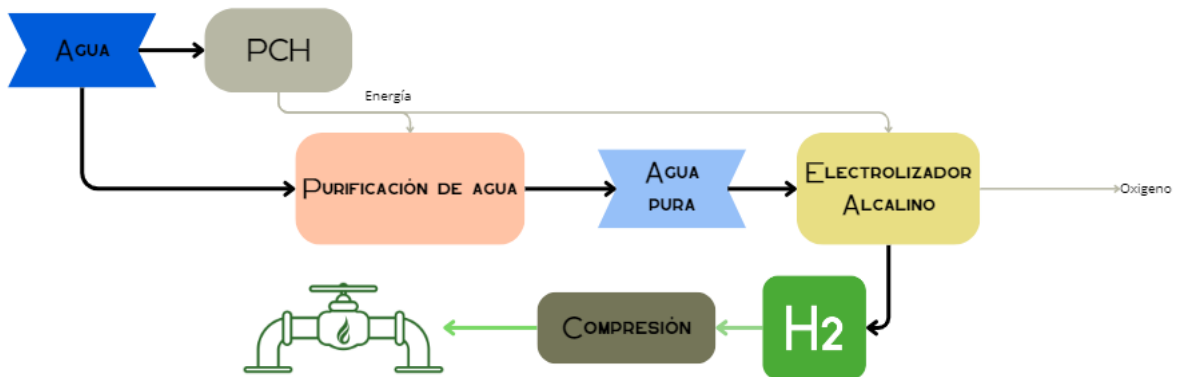 Agua
PCH
Energía
Purificación de agua
Agua
pura
Electrolizador
Alcalino
Oxigeno
Compresión
H2